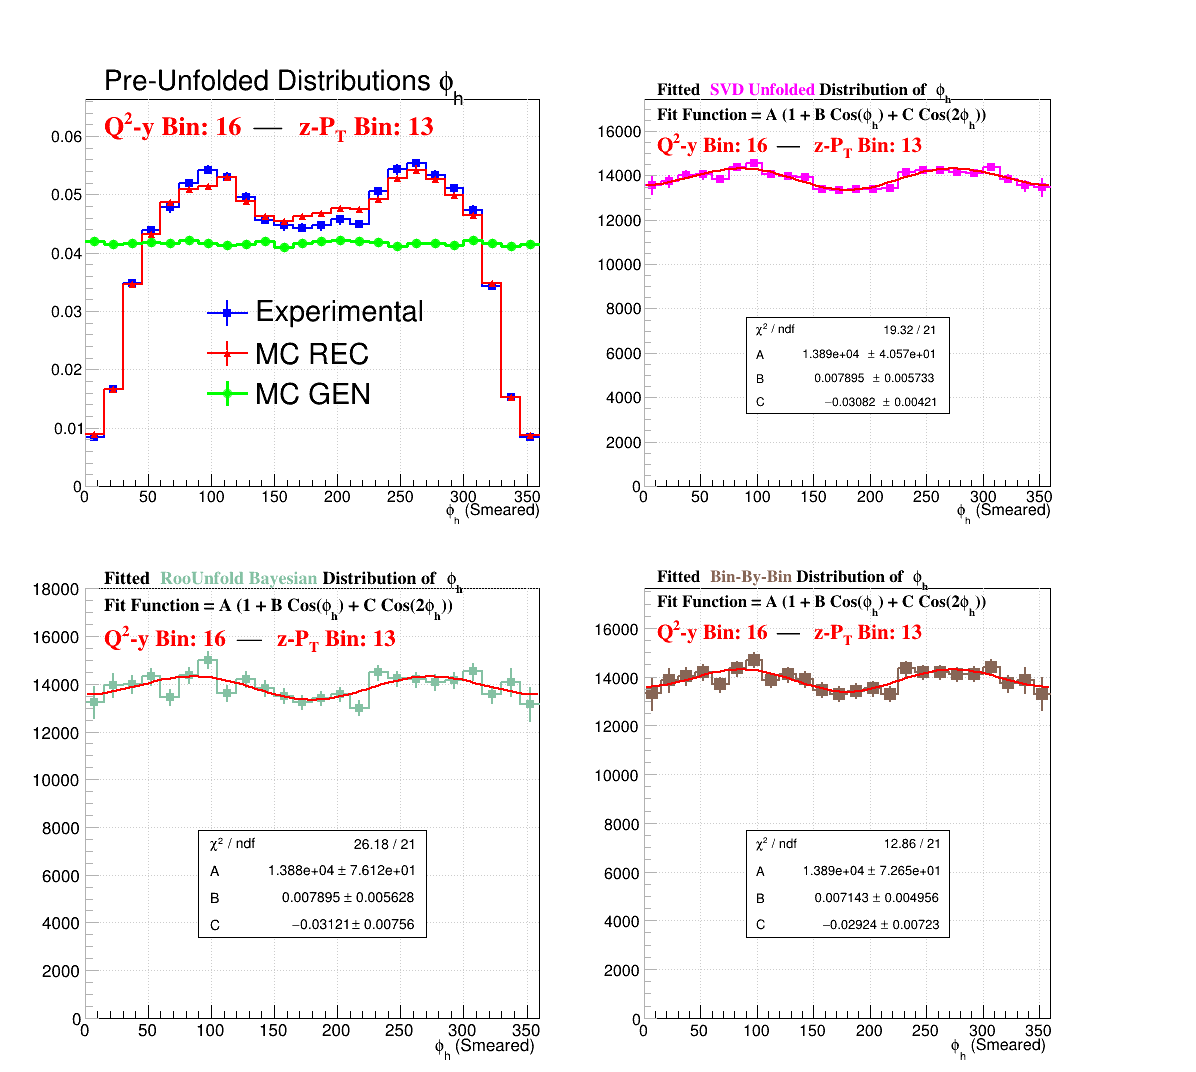 Pre-Unfolded Distributions ϕh
Q²-y Bin: 16 — z-PT Bin: 13
0.06
0.05
0.04
0.03
0.02
0.01
0
Experimental
MC REC
MC GEN
0 50 100 150 200 250 300 350
ϕh (Smeared)
Fitted SVD Unfolded Distribution of ϕh
Fit Function = A (1 + B Cos(ϕh) + C Cos(2ϕh))
Q²-y Bin: 16 — z-PT Bin: 13
16000
14000
12000
10000
8000
6000
4000
2000
0
χ² / ndf 19.32 / 21
A 1.389e+04 ± 4.057e+01
B 0.007895 ± 0.005733
C −0.03082 ± 0.00421
0 50 100 150 200 250 300 350
ϕh (Smeared)
Fitted RooUnfold Bayesian Distribution of ϕh
Fit Function = A (1 + B Cos(ϕh) + C Cos(2ϕh))
Q²-y Bin: 16 — z-PT Bin: 13
18000
16000
14000
12000
10000
8000
6000
4000
2000
0
χ² / ndf 26.18 / 21
A 1.388e+04 ± 7.612e+01
B 0.007895 ± 0.005628
C −0.03121 ± 0.00756
0 50 100 150 200 250 300 350
ϕh (Smeared)
Fitted Bin-By-Bin Distribution of ϕh
Fit Function = A (1 + B Cos(ϕh) + C Cos(2ϕh))
Q²-y Bin: 16 — z-PT Bin: 13
16000
14000
12000
10000
8000
6000
4000
2000
0
χ² / ndf 12.86 / 21
A 1.389e+04 ± 7.265e+01
B 0.007143 ± 0.004956
C −0.02924 ± 0.00723
0 50 100 150 200 250 300 350
ϕh (Smeared)